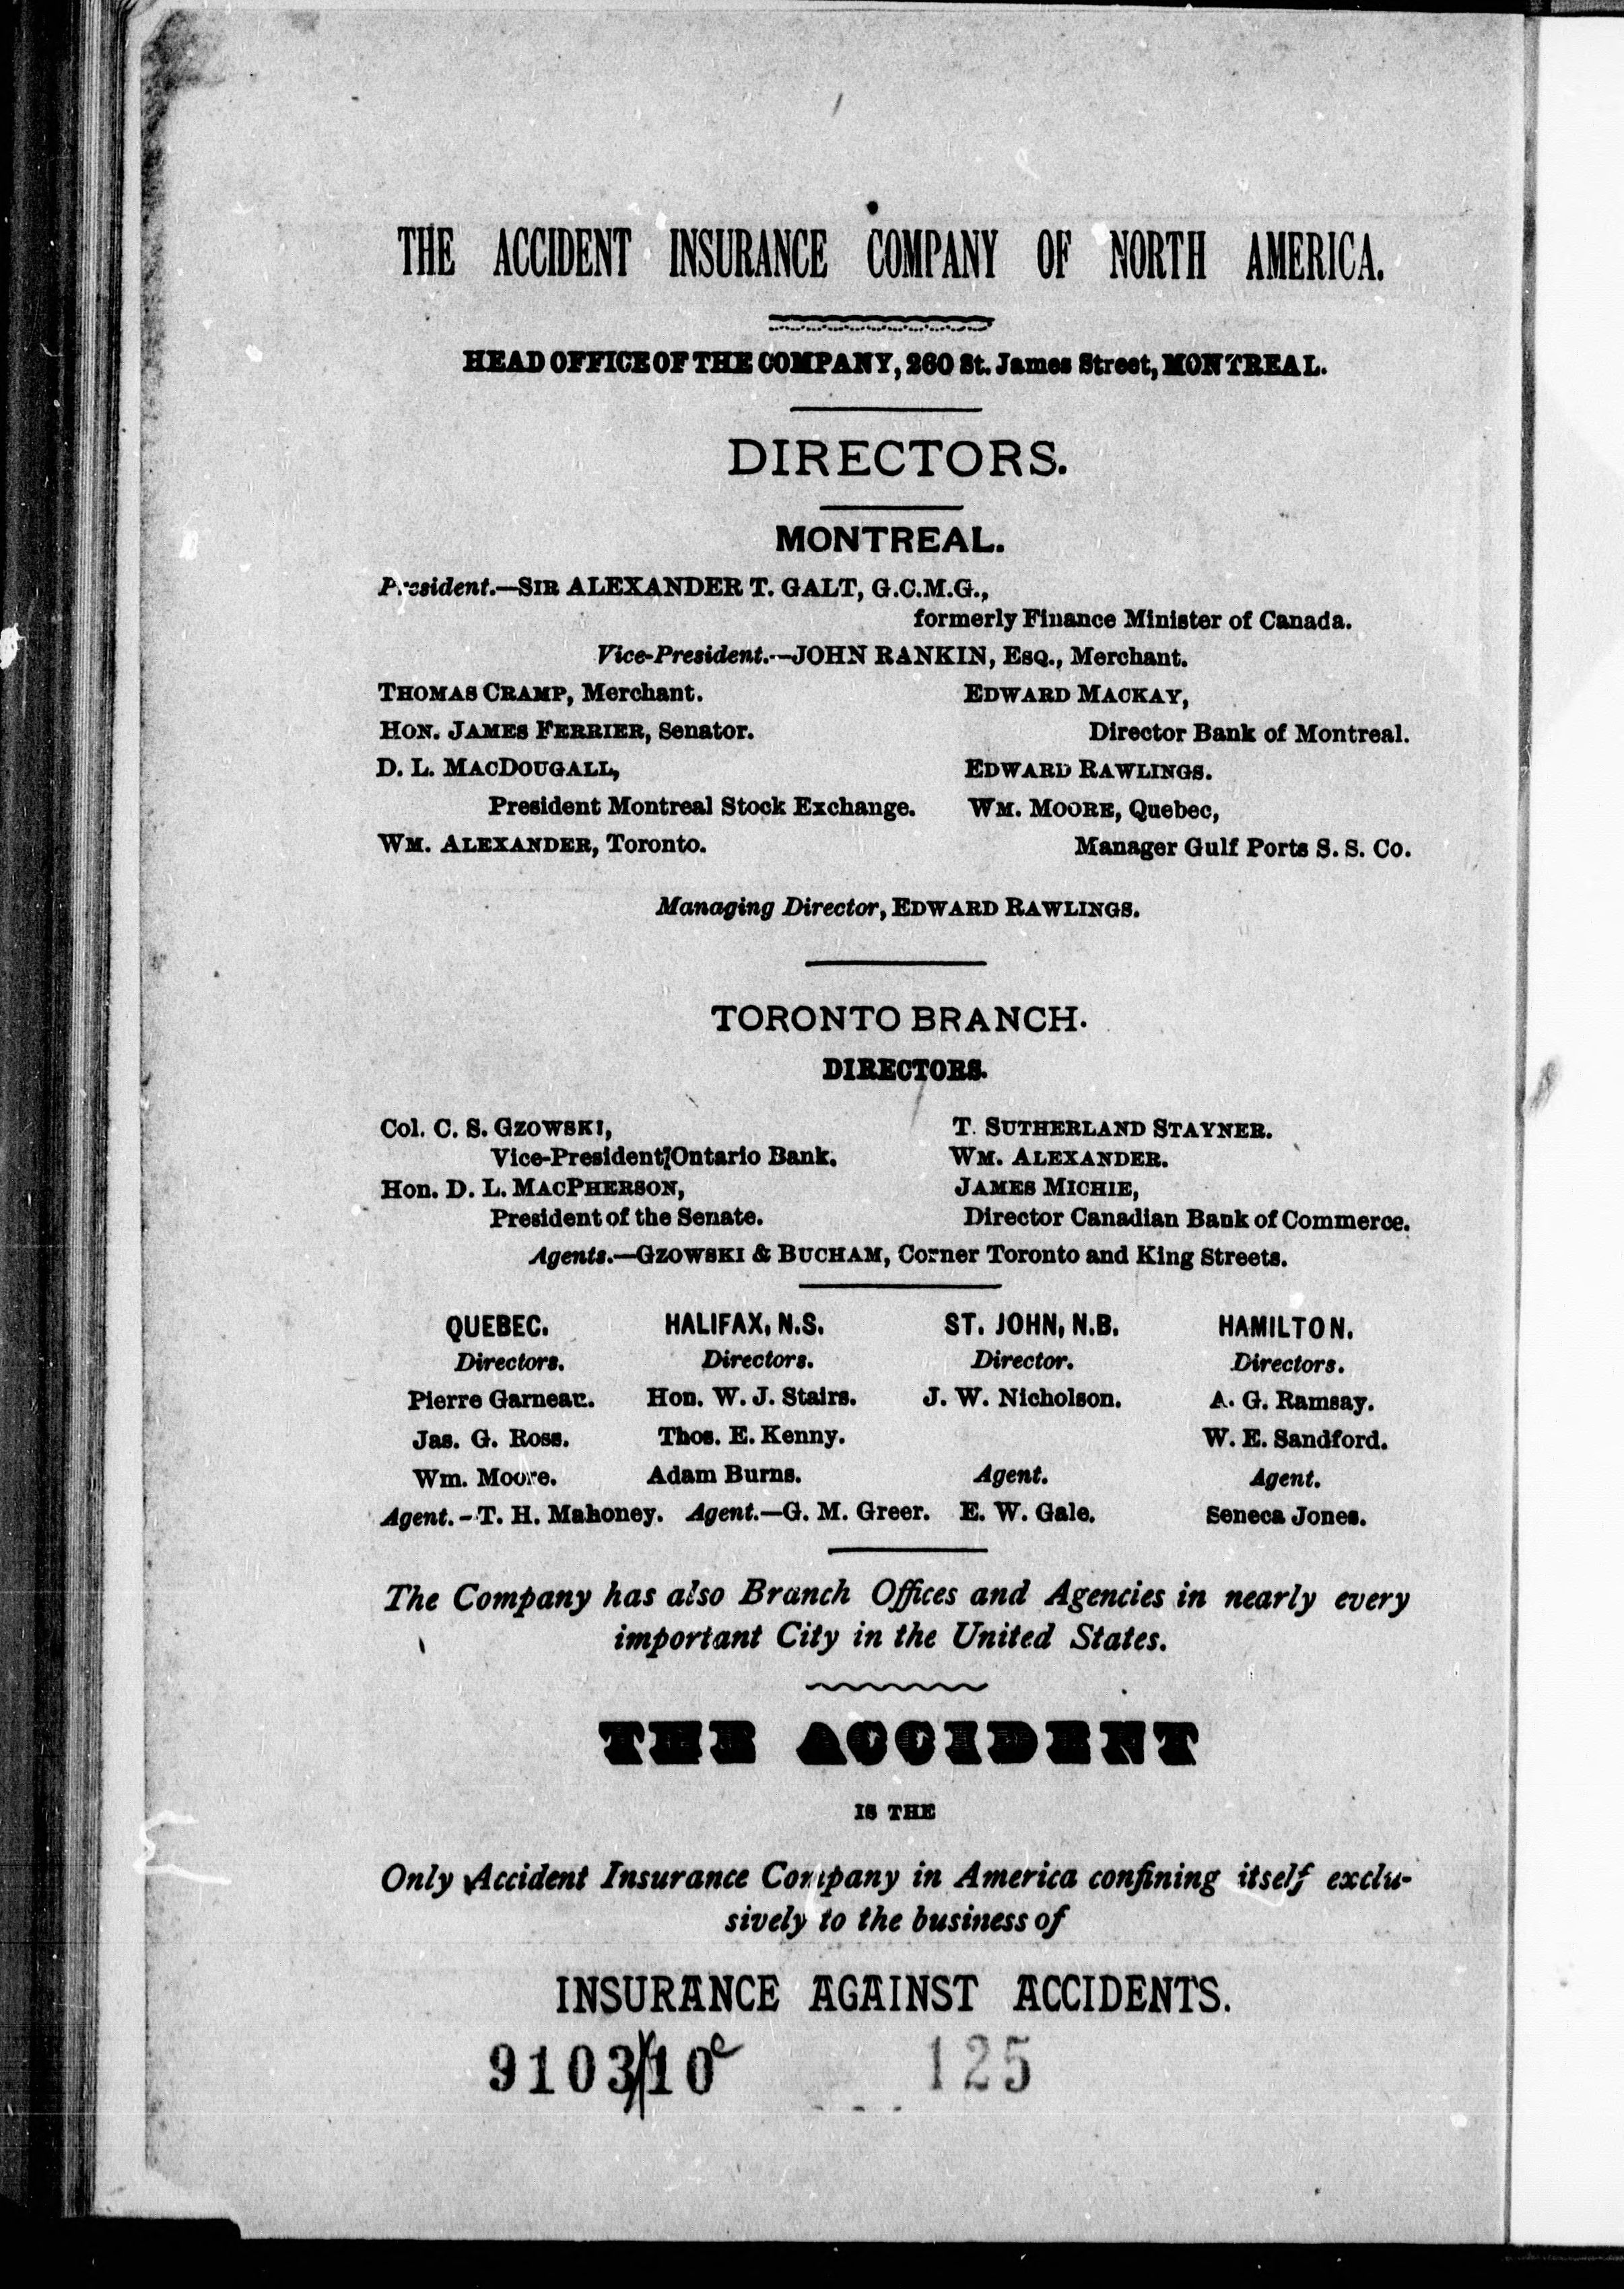 THE ACCIDENT INSURANCE COMPANY OF NORTH AMERICA.
HEAD OFFICE OF THE COMPANY, 260 St. James Street, MONTREAL.
DIRECTORS.
MONTREAL.
President.—SIR ALEXANDER T. GALT, G.C.M.G.,
formerly Finance Minister of Canada.
Vice-President.—JOHN RANKIN, ESQ., Merchant.
THOMAS CRAMP, Merchant.
HON. JAMES FERRIER, Senator.
D. L. MACDOUGALL,
President Montreal Stock Exchange.
WM. ALEXANDER, Toronto.
EDWARD MACKAY,
Director Bank of Montreal.
EDWARD RAWLINGS.
WM. MOORE, Quebec,
Manager Gulf Ports S. S. Co.
Managing Director, EDWARD RAWLINGS.
TORONTO BRANCH.
DIRECTORS.
Col. C. S. GZOWSKI,
Vice-President, Ontario Bank.
Hon. D. L. MACPHERSON,
President of the Senate.
T. SUTHERLAND STAYNER.
WM. ALEXANDER.
JAMES MICHIE,
Director Canadian Bank of Commerce.
Agents.—GZOWSKI & BUCHAM, Corner Toronto and King Streets.
QUEBEC.
Directors.
Pierre Garneau.
Jas. G. Ross.
Wm. Moore.
Agent.-T. H. Mahoney.
HALIFAX, N.S.
Directors.
Hon. W. J. Stairs.
Thos. E. Kenny.
Adam Burns.
Agent.—G. M. Greer.
ST. JOHN, N.B.
Director.
J. W. Nicholson.
Agent.
E. W. Gale.
HAMILTON.
Directors.
A. G. Ramsay.
W. E. Sandford.
Agent.
Seneca Jones.
The Company has also Branch Offices and Agencies in nearly every
important City in the United States.
THE ACCIDENT
IS THE
Only Accident Insurance Company in America confining itself exclu-
sively to the business of
INSURANCE AGAINST ACCIDENTS.
9103/10 125